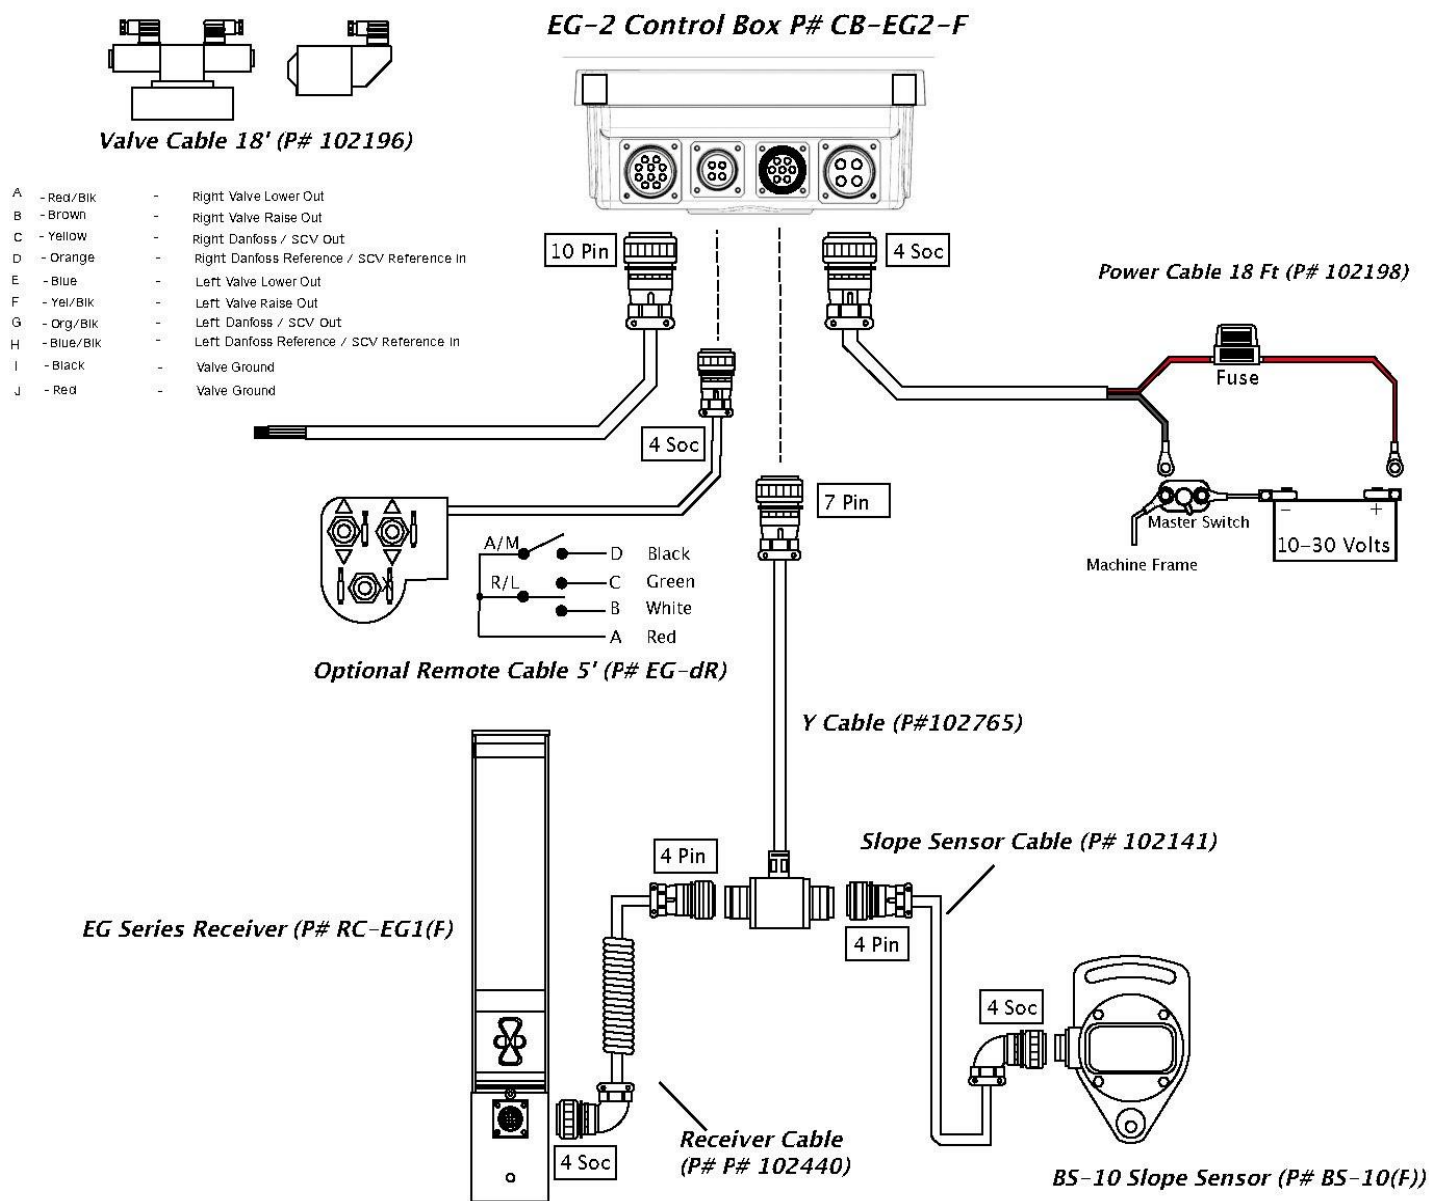 EG-2 Control Box P# CB-EG2-F
Valve Cable 18' (P# 102196)
A - Red/Blk - Right Valve Lower Out
B - Brown - Right Valve Raise Out
C - Yellow - Right Danfoss / SCV Out
D - Orange - Right Danfoss Reference / SCV Reference In
E - Blue - Left Valve Lower Out
F - Yel/Blk - Left Valve Raise Out
G - Org/Blk - Left Danfoss / SCV Out
H - Blue/Blk - Left Danfoss Reference / SCV Reference In
I - Black - Valve Ground
J - Red - Valve Ground
10 Pin
4 Soc
Power Cable 18 Ft (P# 102198)
Fuse
4 Soc
7 Pin
Master Switch
- +
10-30 Volts
Machine Frame
A/M D Black
R/L C Green
B White
A Red
Optional Remote Cable 5' (P# EG-dR)
Y Cable (P#102765)
4 Pin
Slope Sensor Cable (P# 102141)
EG Series Receiver (P# RC-EG1(F)
4 Pin
4 Soc
Receiver Cable
(P# P# 102440)
4 Soc
BS-10 Slope Sensor (P# BS-10(F))